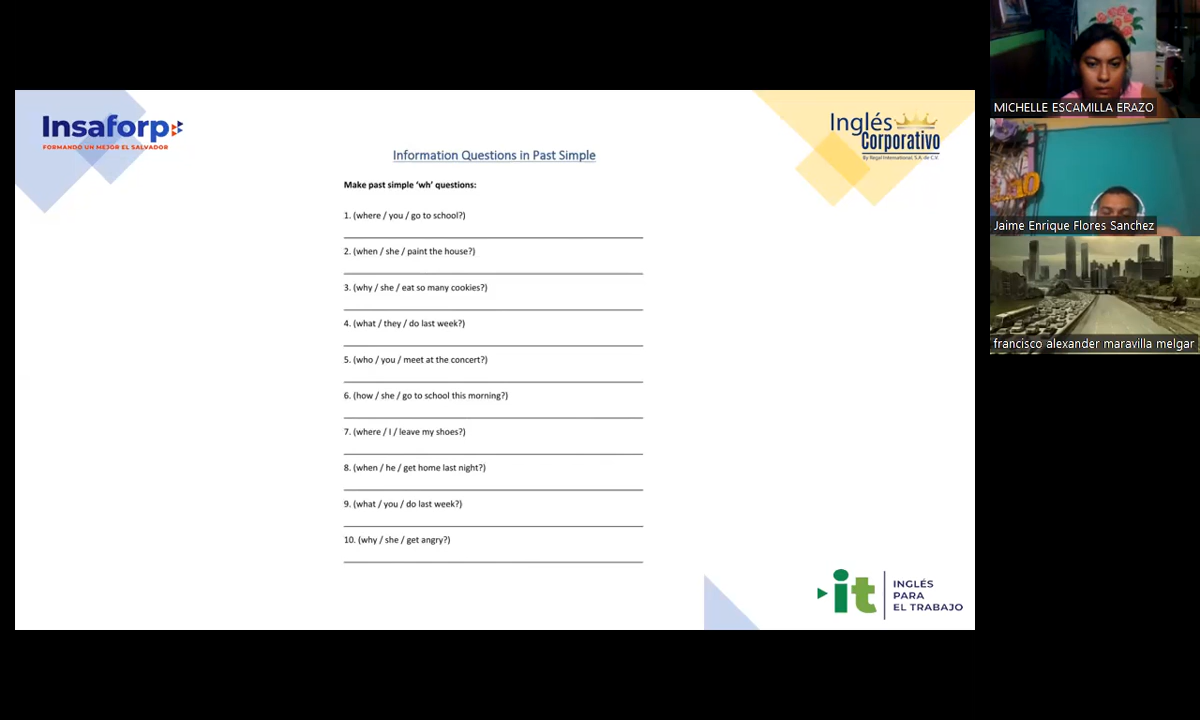 Insaforp
FORMANDO UN MEJOR EL SALVADOR
Inglés
Corporativo
By Regal International, S.A. de C.V.
Information Questions in Past Simple
Make past simple ‘wh’ questions:
1. (where / you / go to school?)
2. (when / she / paint the house?)
3. (why / she / eat so many cookies?)
4. (what / they / do last week?)
5. (who / you / meet at the concert?)
6. (how / she / go to school this morning?)
7. (where / I / leave my shoes?)
8. (when / he / get home last night?)
9. (what / you / do last week?)
10. (why / she / get angry?)
it
INGLÉS
PARA
EL TRABAJO
MICHELLE ESCAMILLA ERAZO
Jaime Enrique Flores Sanchez
francisco alexander maravilla melgar